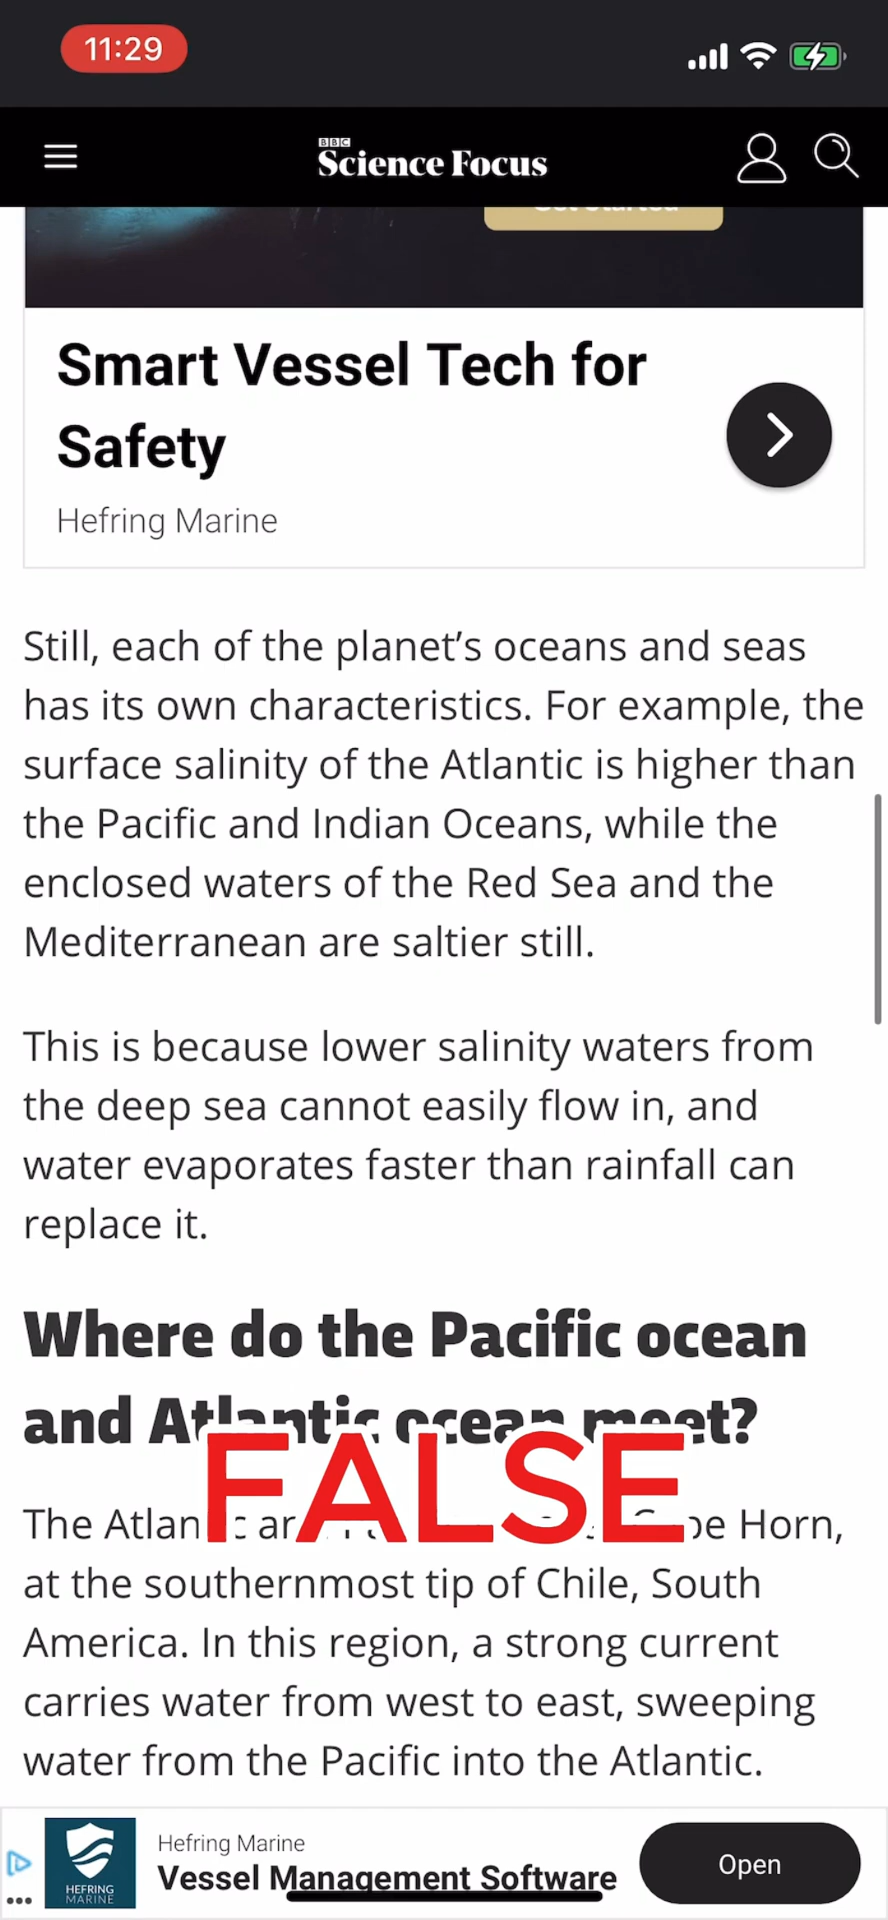 11:29
BBC
Science Focus
Smart Vessel Tech for
Safety
Hefring Marine
Still, each of the planet's oceans and seas
has its own characteristics. For example, the
surface salinity of the Atlantic is higher than
the Pacific and Indian Oceans, while the
enclosed waters of the Red Sea and the
Mediterranean are saltier still.
This is because lower salinity waters from
the deep sea cannot easily flow in, and
water evaporates faster than rainfall can
replace it.
Where do the Pacific ocean
and Atlantic ocean meet?
FALSE
The Horn,
at the southernmost tip of Chile, South
America. In this region, a strong current
carries water from west to east, sweeping
water from the Pacific into the Atlantic.
Hefring Marine
Vessel Management Software
Open
HEFRING
MARINE